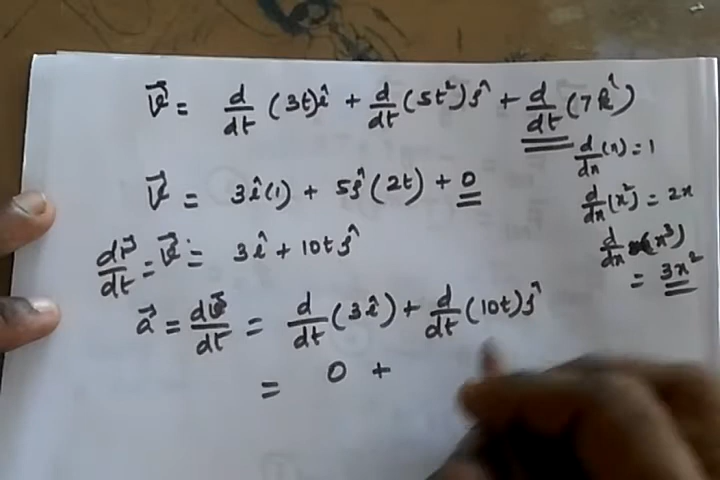 v⃗ = d/dt (3t)î + d/dt (5t²)ĵ + d/dt (7k̂)
d/dx (x) = 1
v⃗ = 3î(1) + 5ĵ(2t) + 0
d/dx (x²) = 2x
dr⃗/dt = v⃗ = 3î + 10tĵ
d/dx (x³)
= 3x²
a⃗ = dv⃗/dt = d/dt (3î) + d/dt (10t)ĵ
= 0 +